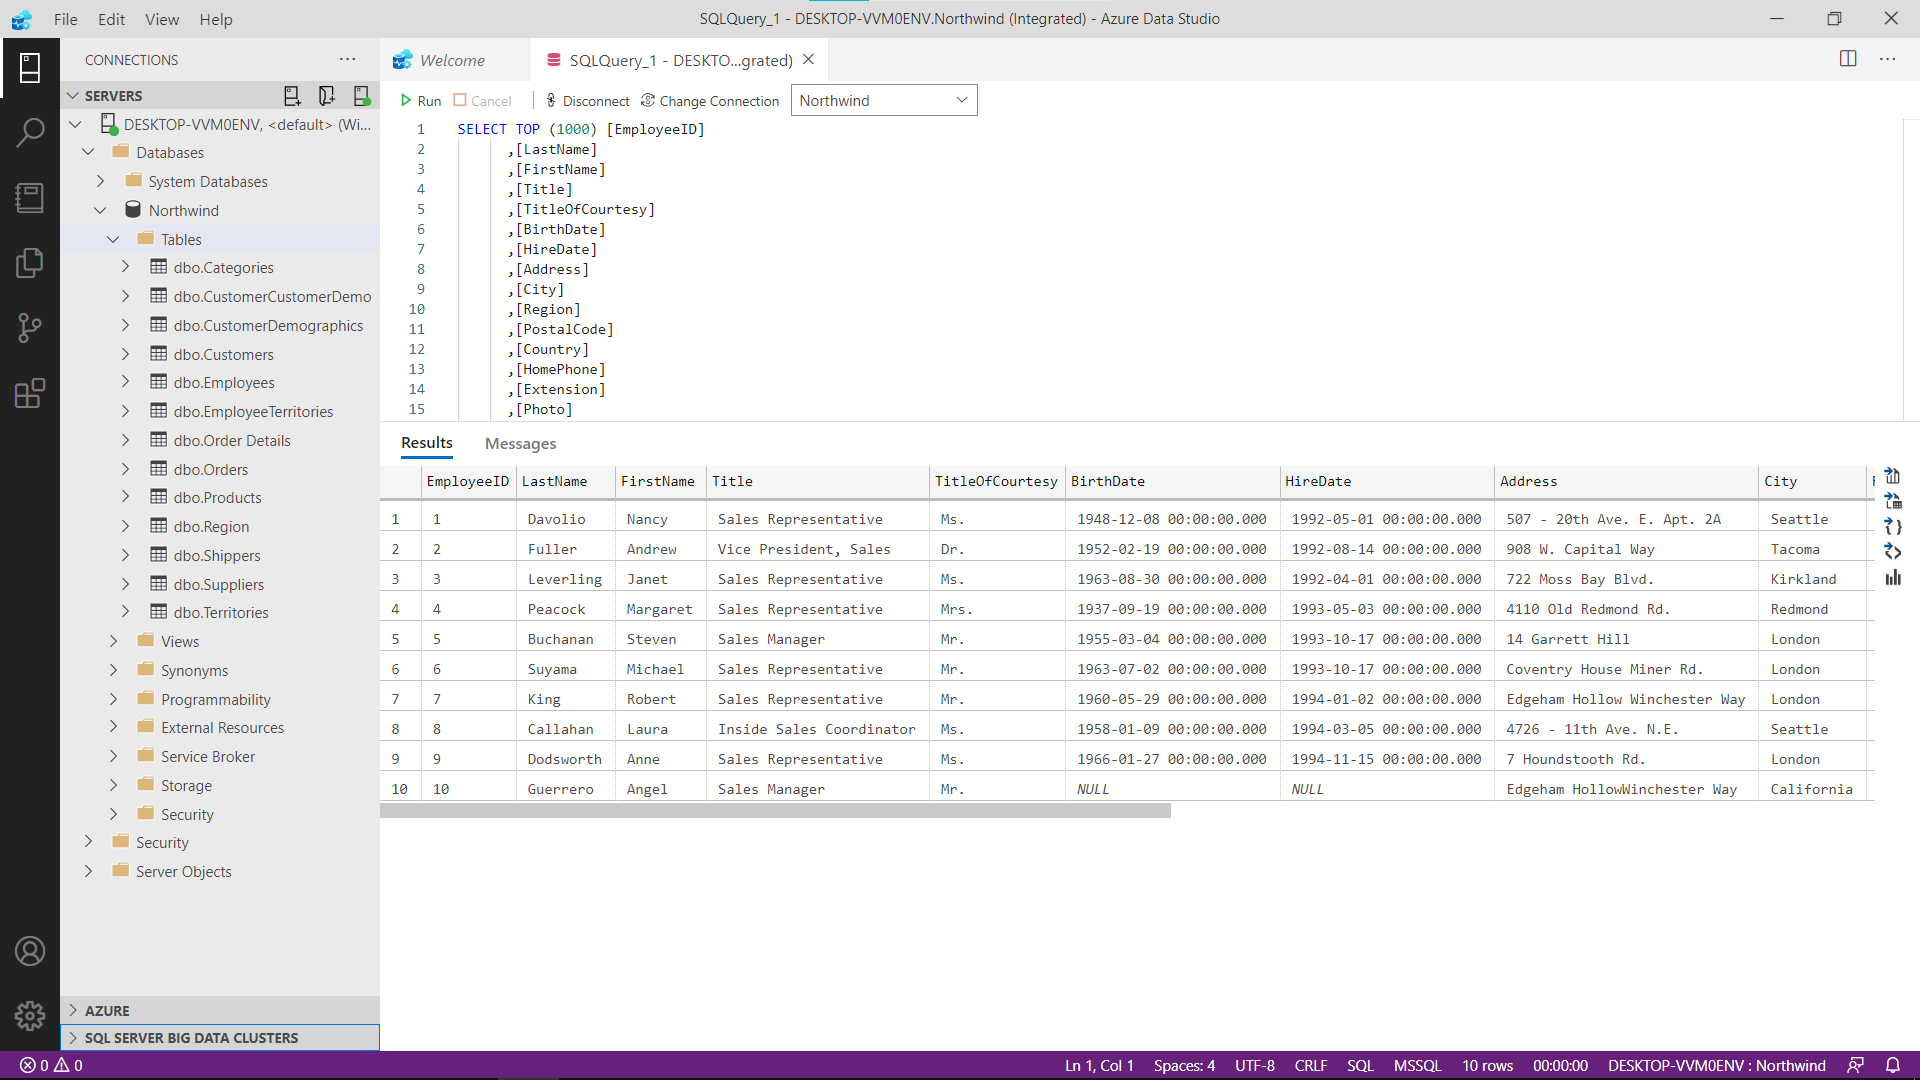 File Edit View Help
SQLQuery_1 - DESKTOP-VVM0ENV.Northwind (Integrated) - Azure Data Studio
CONNECTIONS
SERVERS
DESKTOP-VVM0ENV, <default> (Wi...
Databases
System Databases
Northwind
Tables
dbo.Categories
dbo.CustomerCustomerDemo
dbo.CustomerDemographics
dbo.Customers
dbo.Employees
dbo.EmployeeTerritories
dbo.Order Details
dbo.Orders
dbo.Products
dbo.Region
dbo.Shippers
dbo.Suppliers
dbo.Territories
Views
Synonyms
Programmability
External Resources
Service Broker
Storage
Security
Security
Server Objects
AZURE
SQL SERVER BIG DATA CLUSTERS
Welcome SQLQuery_1 - DESKTO...grated)
Run Cancel Disconnect Change Connection Northwind
1 SELECT TOP (1000) [EmployeeID]
2 ,[LastName]
3 ,[FirstName]
4 ,[Title]
5 ,[TitleOfCourtesy]
6 ,[BirthDate]
7 ,[HireDate]
8 ,[Address]
9 ,[City]
10 ,[Region]
11 ,[PostalCode]
12 ,[Country]
13 ,[HomePhone]
14 ,[Extension]
15 ,[Photo]
Results Messages
EmployeeID LastName FirstName Title TitleOfCourtesy BirthDate HireDate Address City
1 1 Davolio Nancy Sales Representative Ms. 1948-12-08 00:00:00.000 1992-05-01 00:00:00.000 507 - 20th Ave. E. Apt. 2A Seattle
2 2 Fuller Andrew Vice President, Sales Dr. 1952-02-19 00:00:00.000 1992-08-14 00:00:00.000 908 W. Capital Way Tacoma
3 3 Leverling Janet Sales Representative Ms. 1963-08-30 00:00:00.000 1992-04-01 00:00:00.000 722 Moss Bay Blvd. Kirkland
4 4 Peacock Margaret Sales Representative Mrs. 1937-09-19 00:00:00.000 1993-05-03 00:00:00.000 4110 Old Redmond Rd. Redmond
5 5 Buchanan Steven Sales Manager Mr. 1955-03-04 00:00:00.000 1993-10-17 00:00:00.000 14 Garrett Hill London
6 6 Suyama Michael Sales Representative Mr. 1963-07-02 00:00:00.000 1993-10-17 00:00:00.000 Coventry House Miner Rd. London
7 7 King Robert Sales Representative Mr. 1960-05-29 00:00:00.000 1994-01-02 00:00:00.000 Edgeham Hollow Winchester Way London
8 8 Callahan Laura Inside Sales Coordinator Ms. 1958-01-09 00:00:00.000 1994-03-05 00:00:00.000 4726 - 11th Ave. N.E. Seattle
9 9 Dodsworth Anne Sales Representative Ms. 1966-01-27 00:00:00.000 1994-11-15 00:00:00.000 7 Houndstooth Rd. London
10 10 Guerrero Angel Sales Manager Mr. NULL NULL Edgeham HollowWinchester Way California
0 0 Ln 1, Col 1 Spaces: 4 UTF-8 CRLF SQL MSSQL 10 rows 00:00:00 DESKTOP-VVM0ENV : Northwind